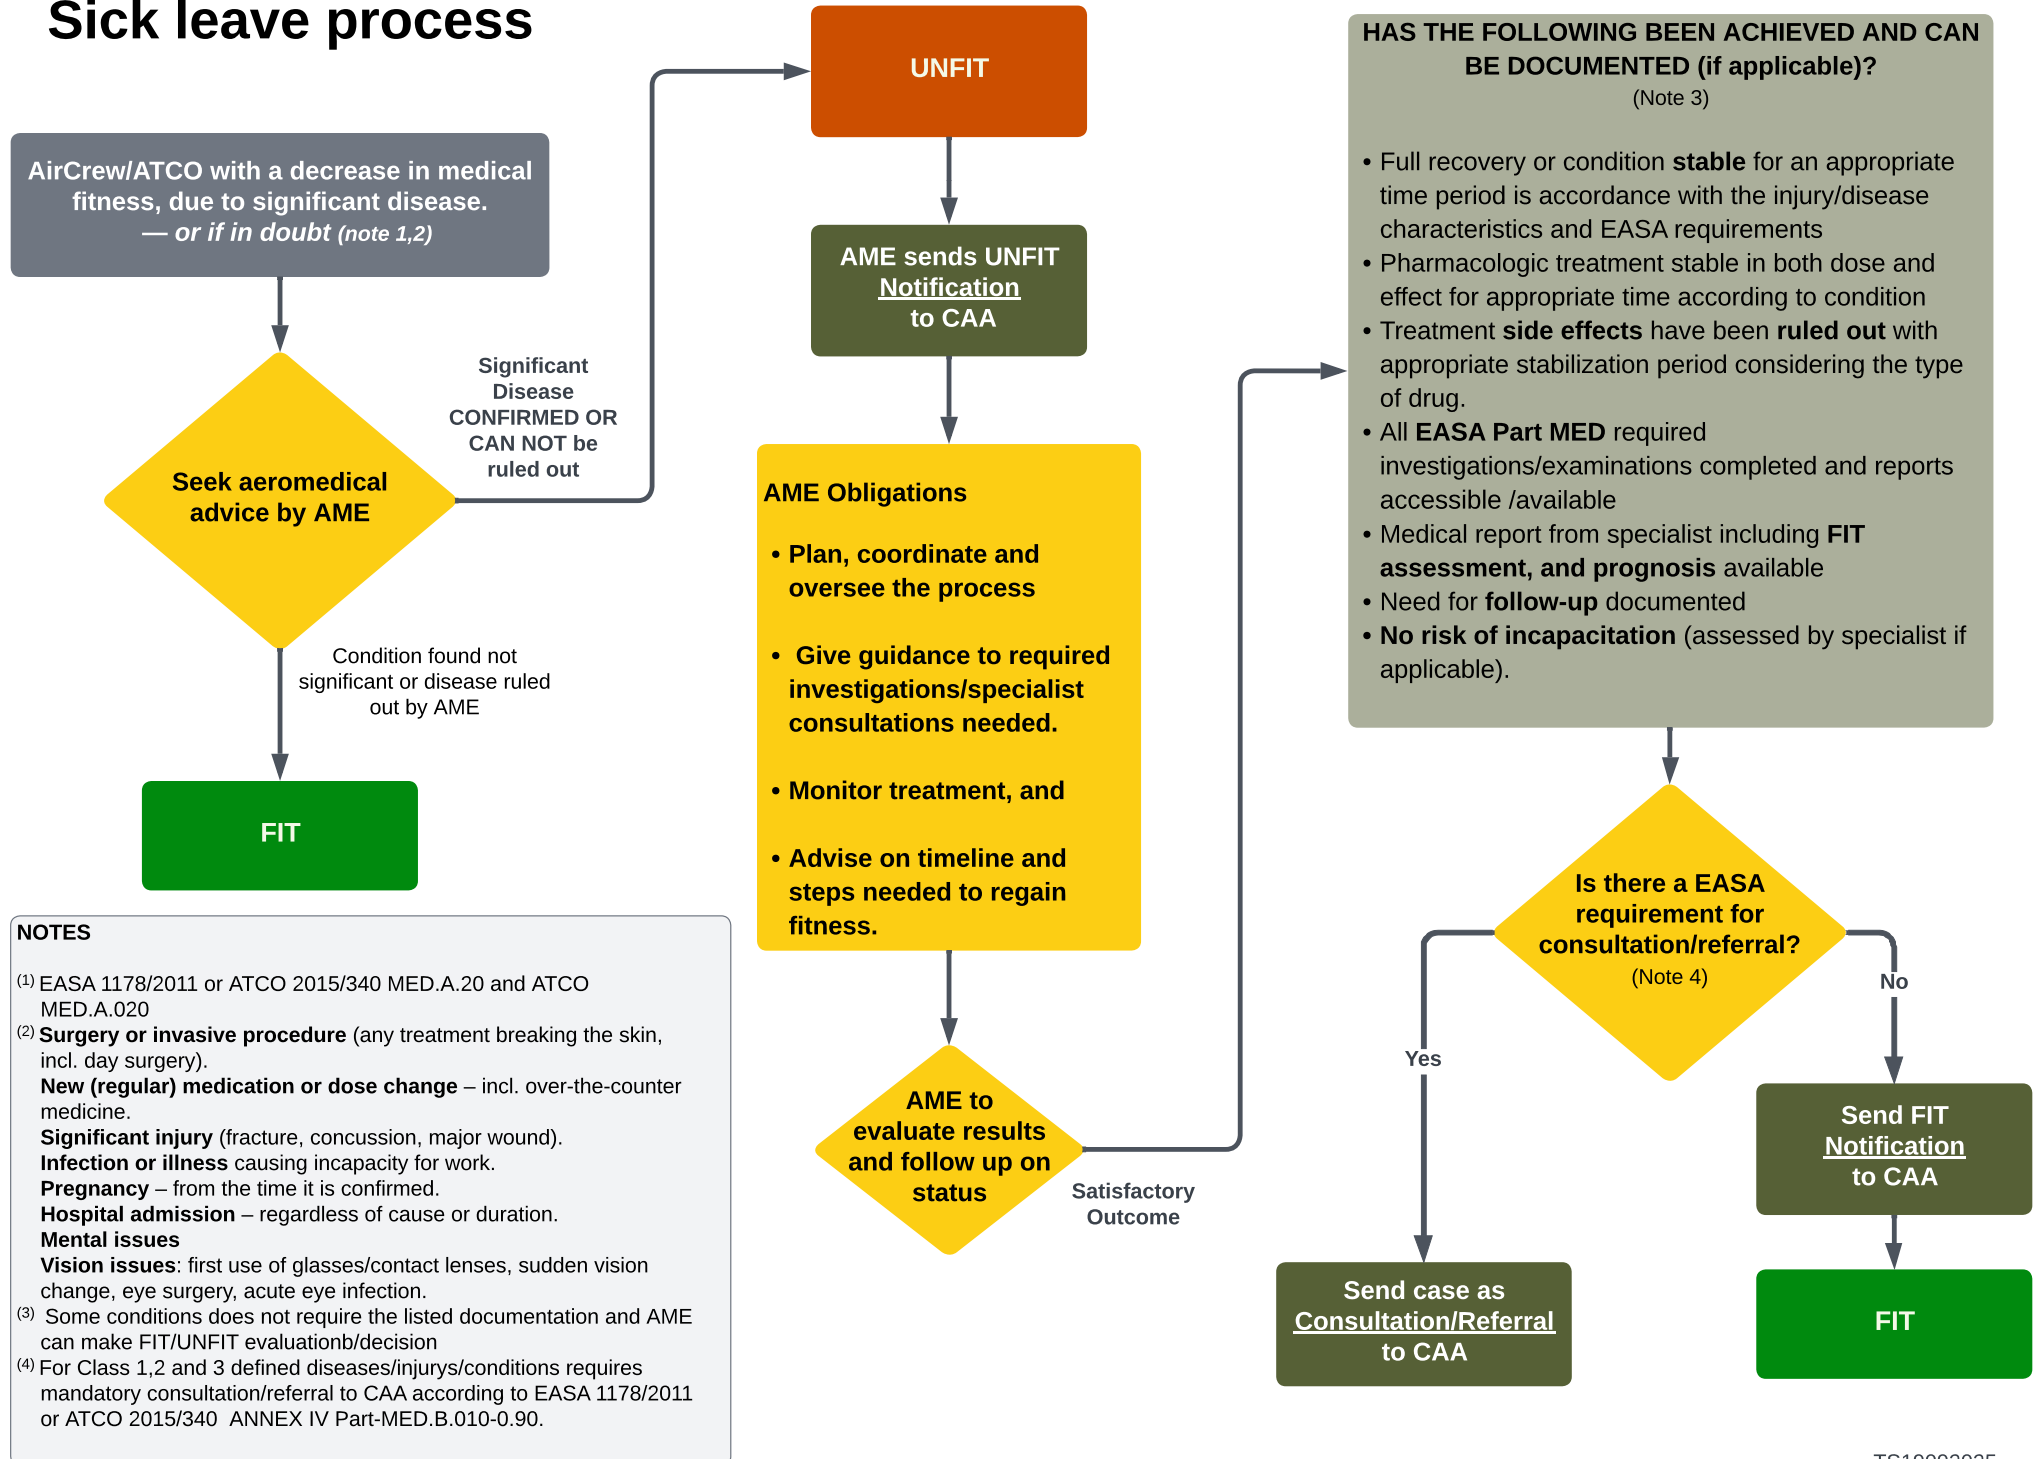 Sick leave process
AirCrew/ATCO with a decrease in medical
fitness, due to significant disease.
— or if in doubt (note 1,2)
Seek aeromedical
advice by AME
Significant
Disease
CONFIRMED OR
CAN NOT be
ruled out
Condition found not
significant or disease ruled
out by AME
FIT
NOTES
(1) EASA 1178/2011 or ATCO 2015/340 MED.A.20 and ATCO
MED.A.020
(2) Surgery or invasive procedure (any treatment breaking the skin,
incl. day surgery).
New (regular) medication or dose change – incl. over-the-counter
medicine.
Significant injury (fracture, concussion, major wound).
Infection or illness causing incapacity for work.
Pregnancy – from the time it is confirmed.
Hospital admission – regardless of cause or duration.
Mental issues
Vision issues: first use of glasses/contact lenses, sudden vision
change, eye surgery, acute eye infection.
(3) Some conditions does not require the listed documentation and AME
can make FIT/UNFIT evaluationb/decision
(4) For Class 1,2 and 3 defined diseases/injurys/conditions requires
mandatory consultation/referral to CAA according to EASA 1178/2011
or ATCO 2015/340 ANNEX IV Part-MED.B.010-0.90.
UNFIT
AME sends UNFIT
Notification
to CAA
AME Obligations
• Plan, coordinate and
oversee the process
• Give guidance to required
investigations/specialist
consultations needed.
• Monitor treatment, and
• Advise on timeline and
steps needed to regain
fitness.
AME to
evaluate results
and follow up on
status
Satisfactory
Outcome
HAS THE FOLLOWING BEEN ACHIEVED AND CAN
BE DOCUMENTED (if applicable)?
(Note 3)
• Full recovery or condition stable for an appropriate
time period is accordance with the injury/disease
characteristics and EASA requirements
• Pharmacologic treatment stable in both dose and
effect for appropriate time according to condition
• Treatment side effects have been ruled out with
appropriate stabilization period considering the type
of drug.
• All EASA Part MED required
investigations/examinations completed and reports
accessible /available
• Medical report from specialist including FIT
assessment, and prognosis available
• Need for follow-up documented
• No risk of incapacitation (assessed by specialist if
applicable).
Is there a EASA
requirement for
consultation/referral?
(Note 4)
Yes
No
Send case as
Consultation/Referral
to CAA
Send FIT
Notification
to CAA
FIT